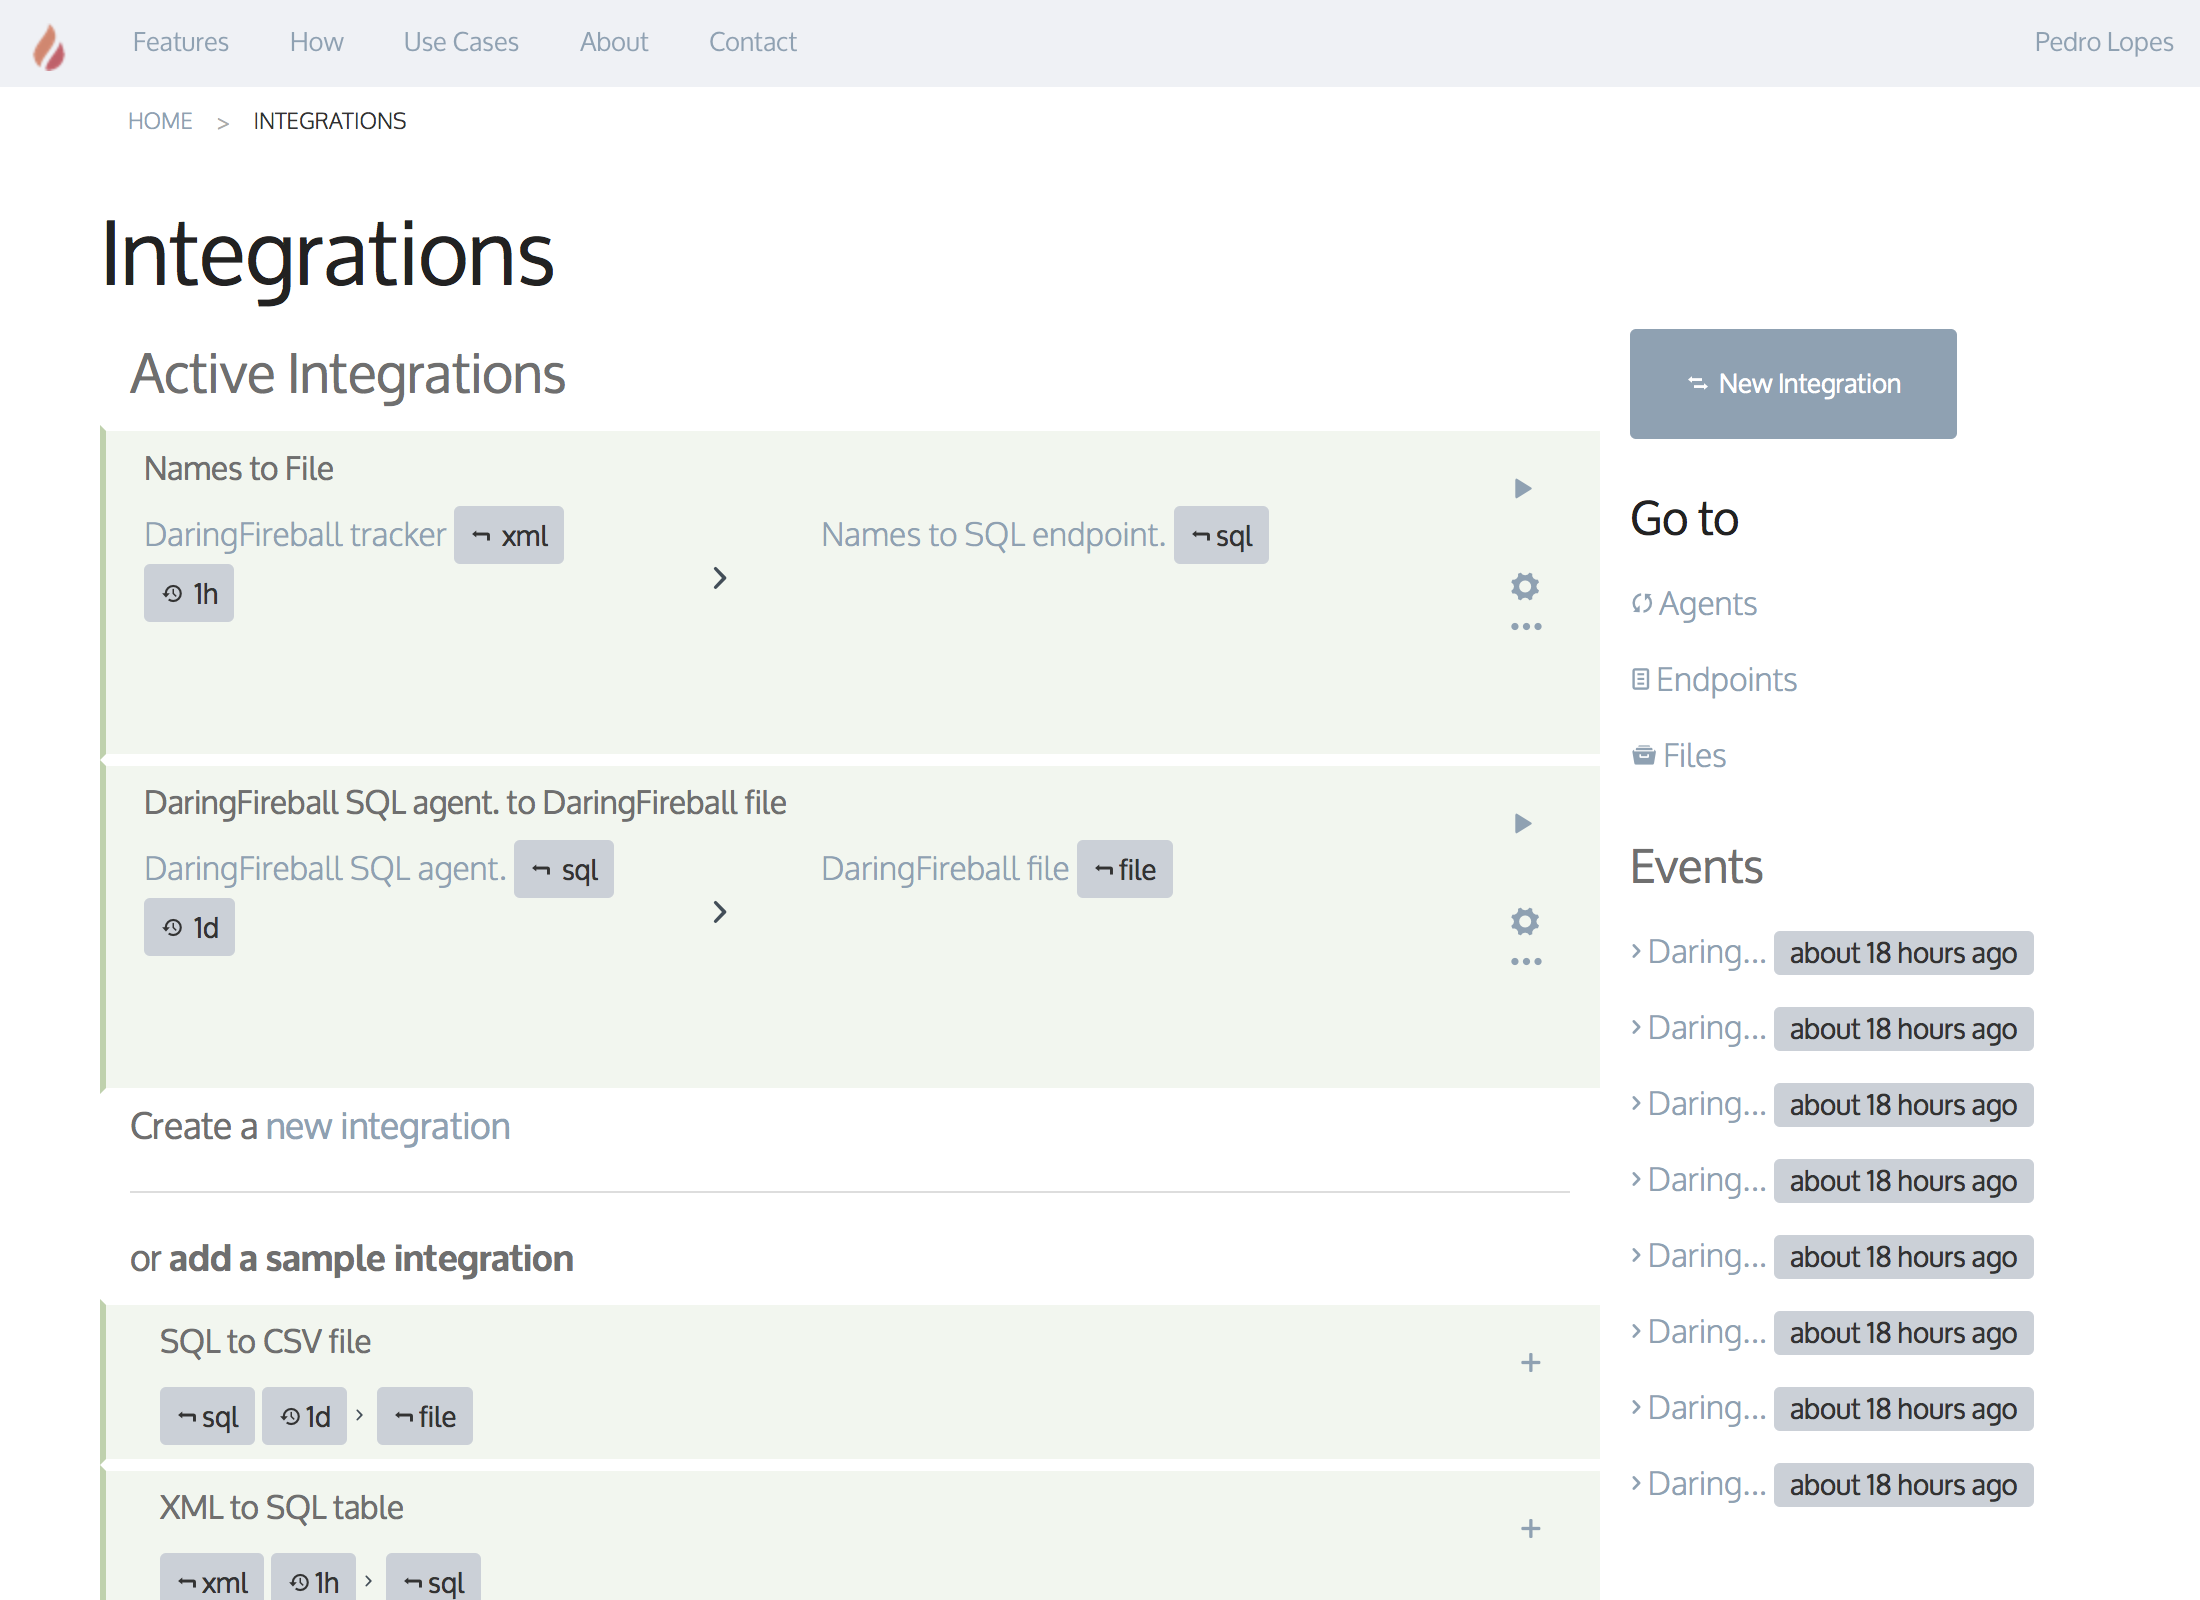 Features How Use Cases About Contact Pedro Lopes
HOME > INTEGRATIONS
Integrations
Active Integrations
Names to File
DaringFireball tracker xml
1h
Names to SQL endpoint. sql
DaringFireball SQL agent. to DaringFireball file
DaringFireball SQL agent. sql
1d
DaringFireball file file
Create a new integration
or add a sample integration
SQL to CSV file
sql 1d > file
XML to SQL table
xml 1h > sql
New Integration
Go to
Agents
Endpoints
Files
Events
Daring... about 18 hours ago
Daring... about 18 hours ago
Daring... about 18 hours ago
Daring... about 18 hours ago
Daring... about 18 hours ago
Daring... about 18 hours ago
Daring... about 18 hours ago
Daring... about 18 hours ago